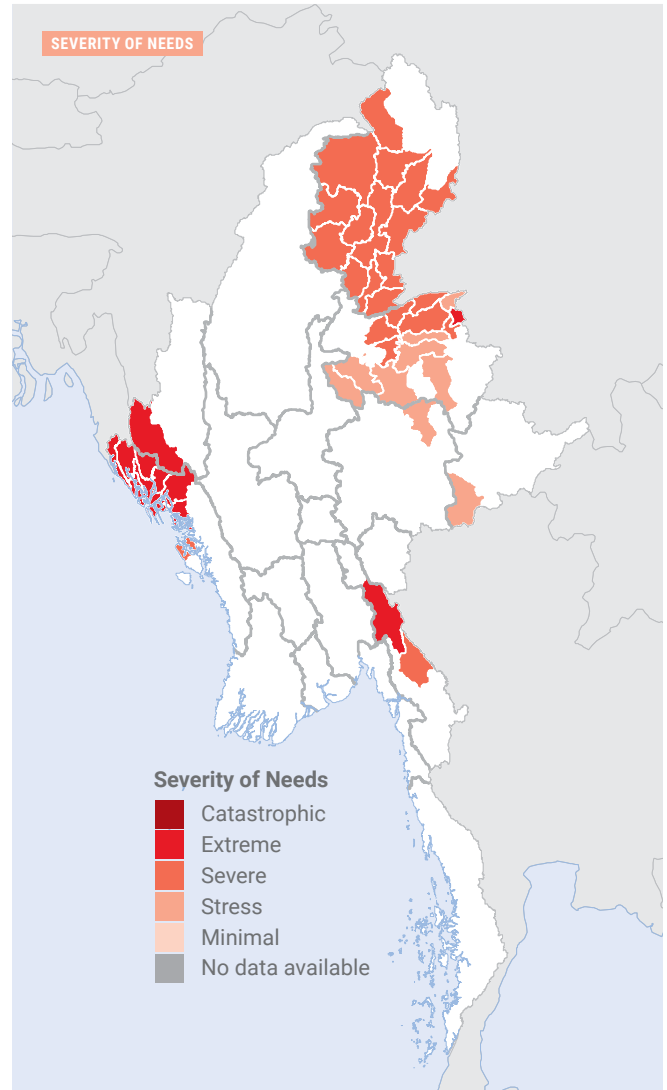 SEVERITY OF NEEDS
Severity of Needs
Catastrophic
Extreme
Severe
Stress
Minimal
No data available